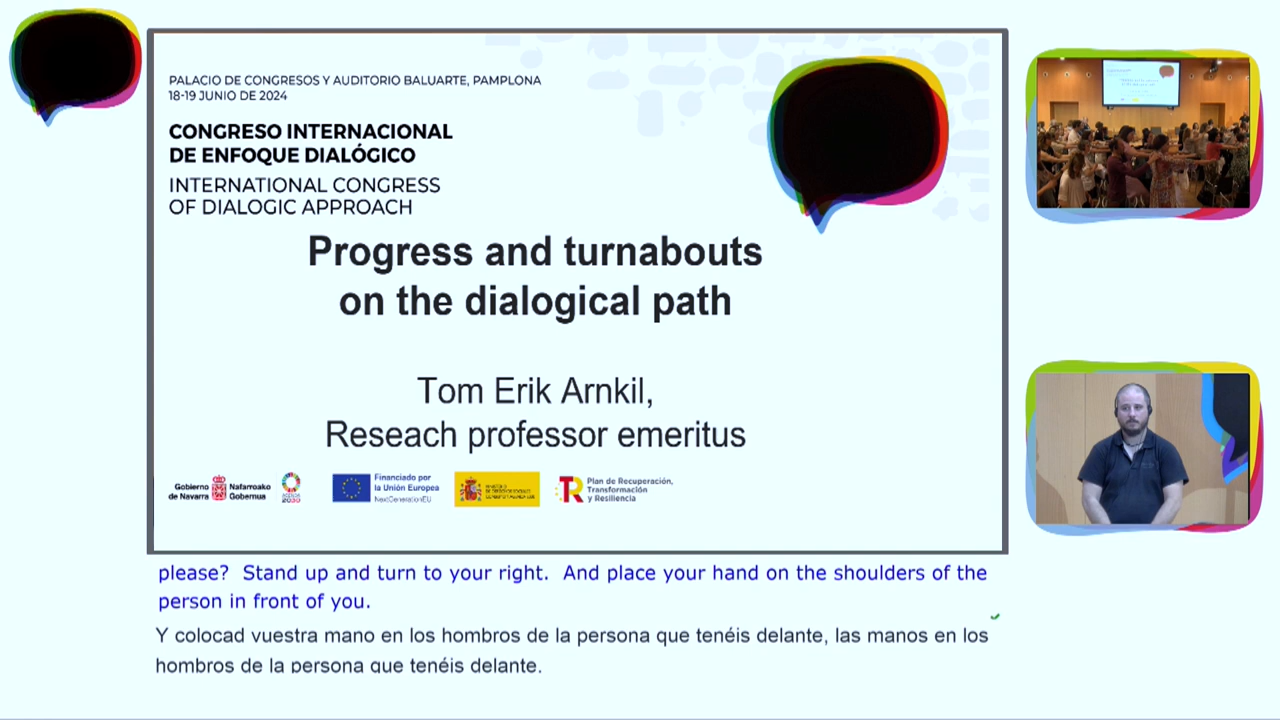 PALACIO DE CONGRESOS Y AUDITORIO BALUARTE, PAMPLONA
18-19 JUNIO DE 2024
CONGRESO INTERNACIONAL
DE ENFOQUE DIALÓGICO
INTERNATIONAL CONGRESS
OF DIALOGIC APPROACH
Progress and turnabouts
on the dialogical path
Tom Erik Arnkil,
Reseach professor emeritus
Gobierno de Navarra
Nafarroako Gobernua
2030
Financiado por
la Unión Europea
NextGenerationEU
Plan de Recuperación,
Transformación
y Resiliencia
please? Stand up and turn to your right. And place your hand on the shoulders of the
person in front of you.
Y colocad vuestra mano en los hombros de la persona que tenéis delante, las manos en los
hombros de la persona que tenéis delante.